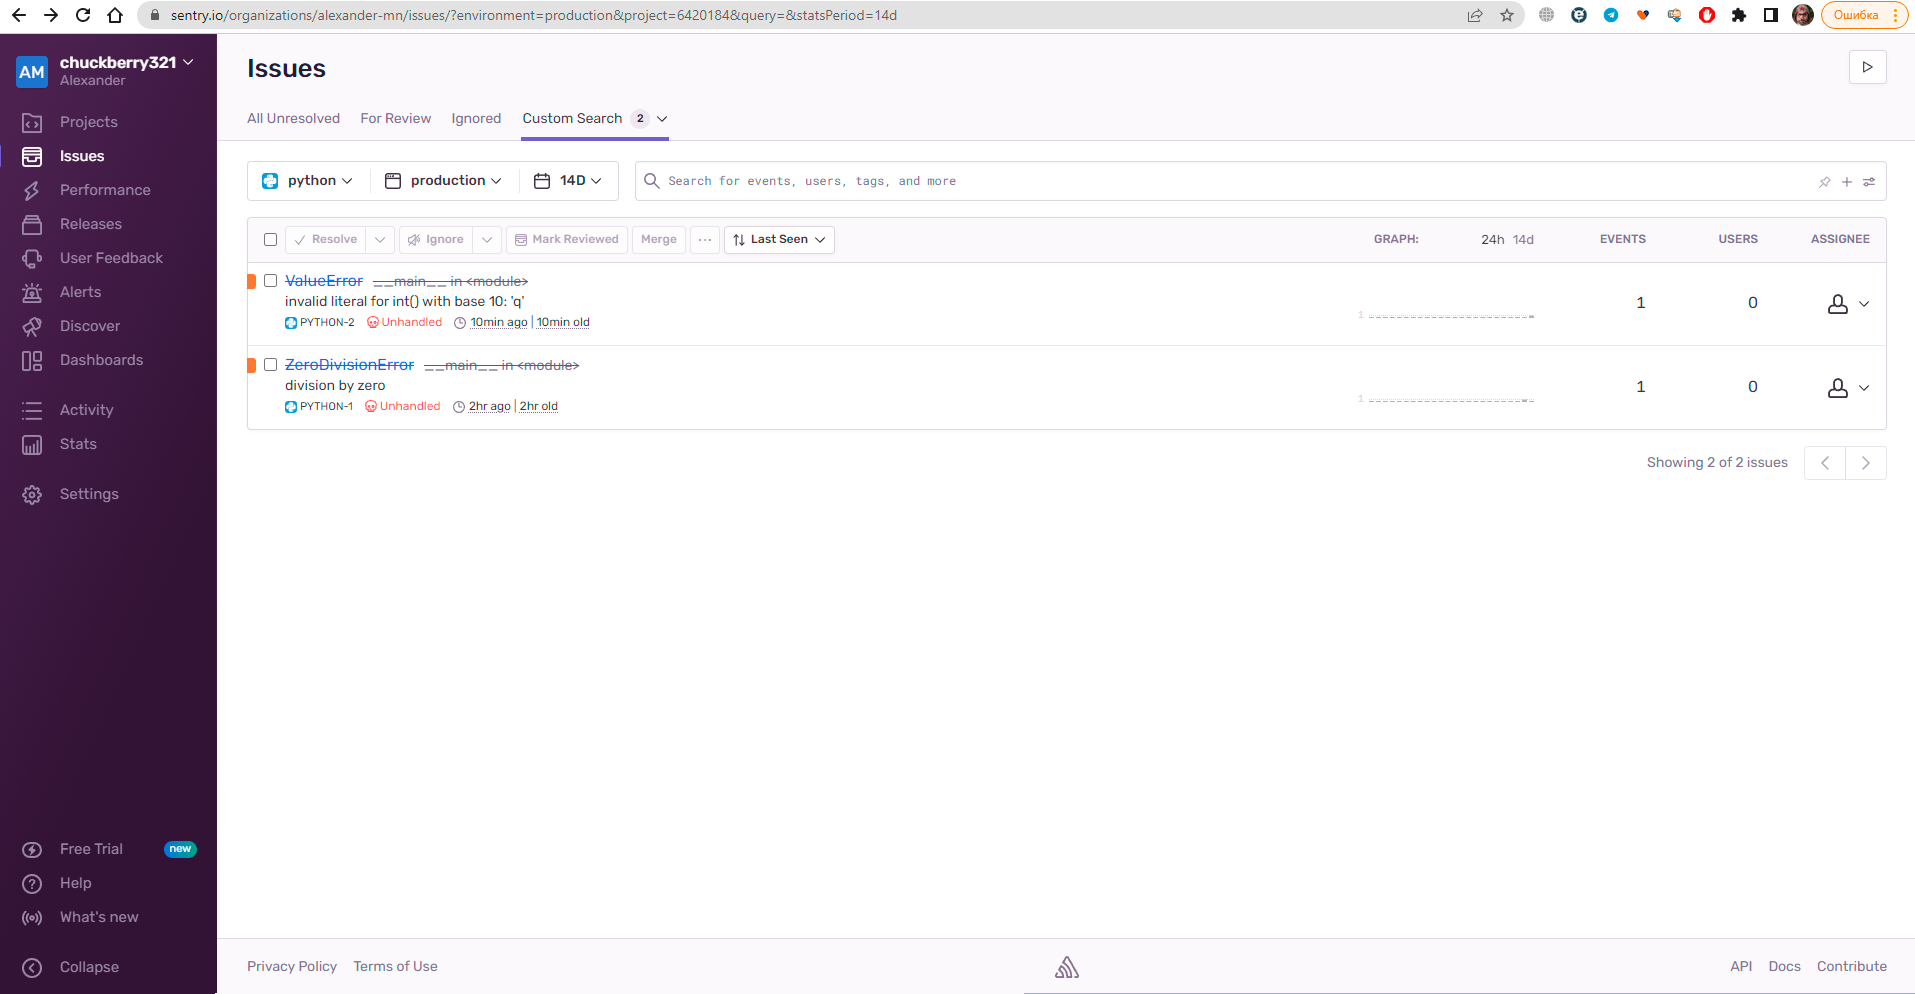 sentry.io/organizations/alexander-mn/issues/?environment=production&project=6420184&query=&statsPeriod=14d
Ошибка
AM
chuckberry321
Alexander
Projects
Issues
Performance
Releases
User Feedback
Alerts
Discover
Dashboards
Activity
Stats
Settings
Free Trial new
Help
What's new
Collapse
Issues
All Unresolved For Review Ignored Custom Search 2
python production 14D Search for events, users, tags, and more
Resolve Ignore Mark Reviewed Merge ... Last Seen GRAPH: 24h 14d EVENTS USERS ASSIGNEE
ValueError __main__ in <module>
invalid literal for int() with base 10: 'q'
PYTHON-2 Unhandled 10min ago | 10min old
1 1 0
ZeroDivisionError __main__ in <module>
division by zero
PYTHON-1 Unhandled 2hr ago | 2hr old
1 1 0
Showing 2 of 2 issues
Privacy Policy Terms of Use API Docs Contribute